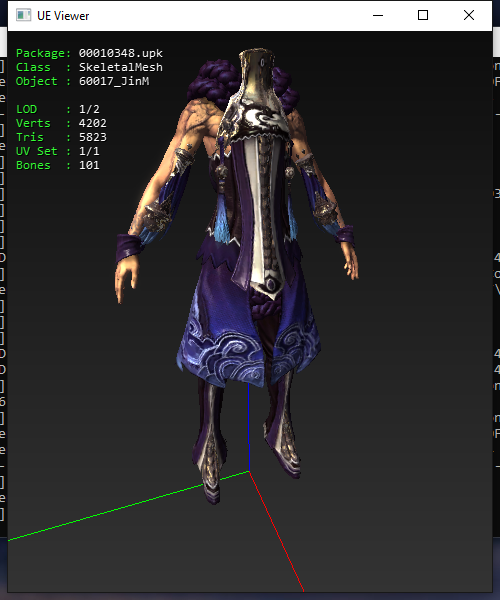 UE Viewer
Package: 00010348.upk
Class : SkeletalMesh
Object : 60017_JinM
LOD : 1/2
Verts : 4202
Tris : 5823
UV Set : 1/1
Bones : 101